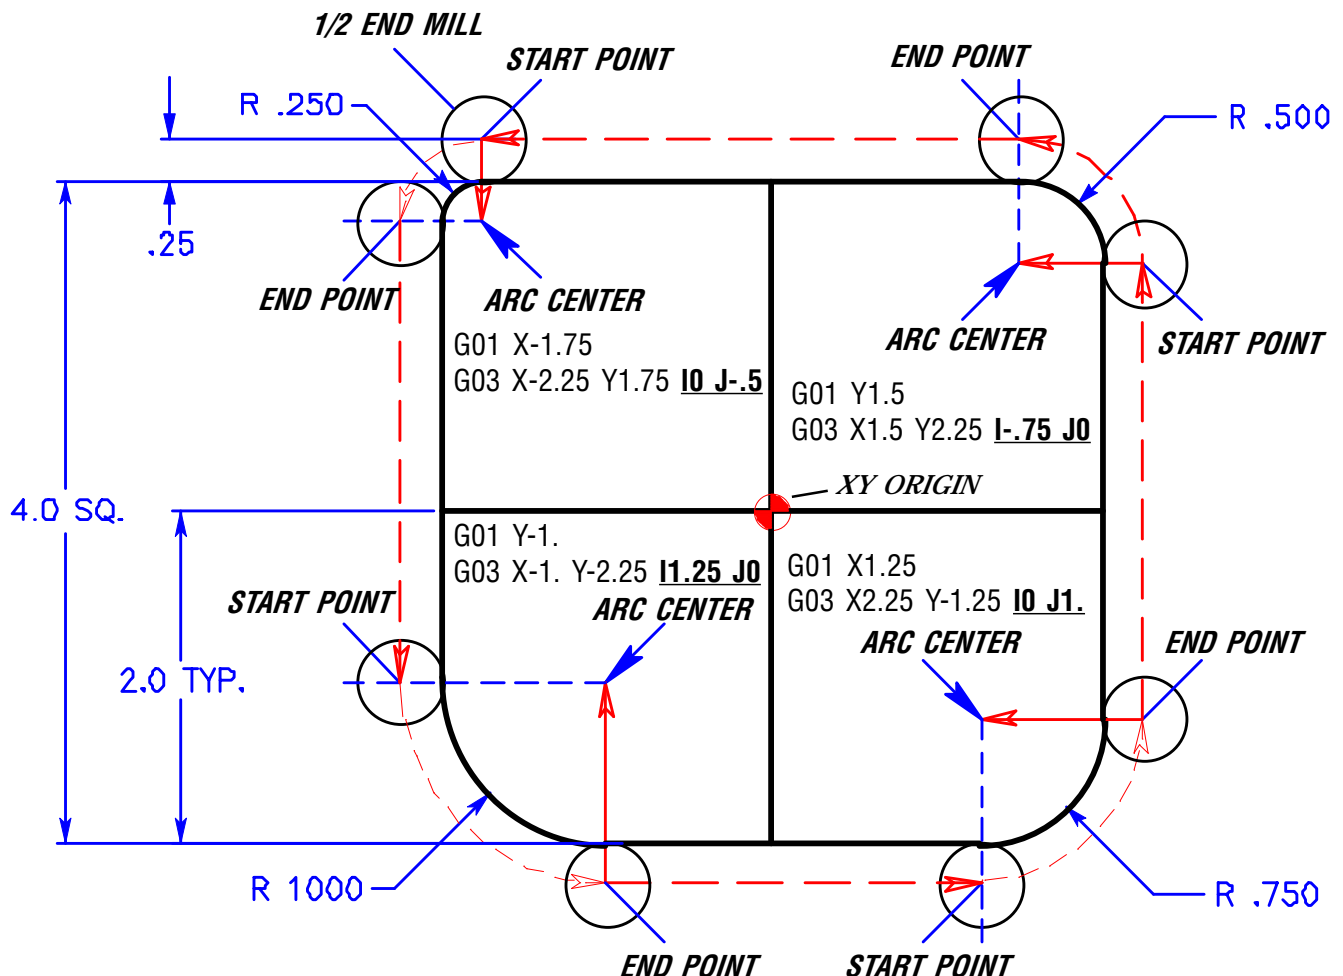 1/2 END MILL
START POINT
END POINT
R .250
R .500
.25
END POINT
ARC CENTER
ARC CENTER
START POINT
G01 X-1.75
G03 X-2.25 Y1.75 I0 J-.5
G01 Y1.5
G03 X1.5 Y2.25 I-.75 J0
XY ORIGIN
4.0 SQ.
G01 Y-1.
G03 X-1. Y-2.25 I1.25 J0
G01 X1.25
G03 X2.25 Y-1.25 I0 J1.
START POINT
ARC CENTER
ARC CENTER
END POINT
2.0 TYP.
R 1000
R .750
END POINT
START POINT